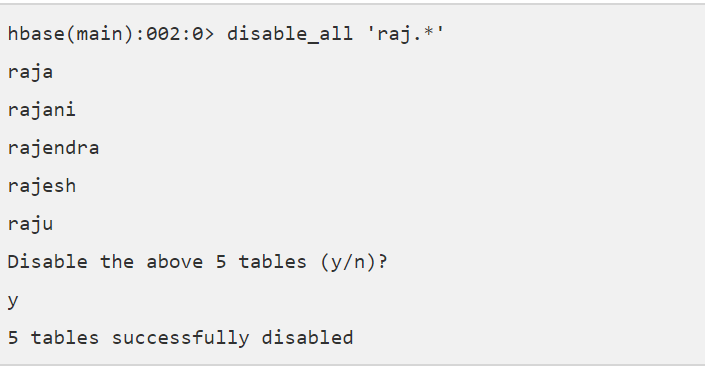 hbase(main):002:0> disable_all 'raj.*'
raja
rajani
rajendra
rajesh
raju
Disable the above 5 tables (y/n)?
y
5 tables successfully disabled